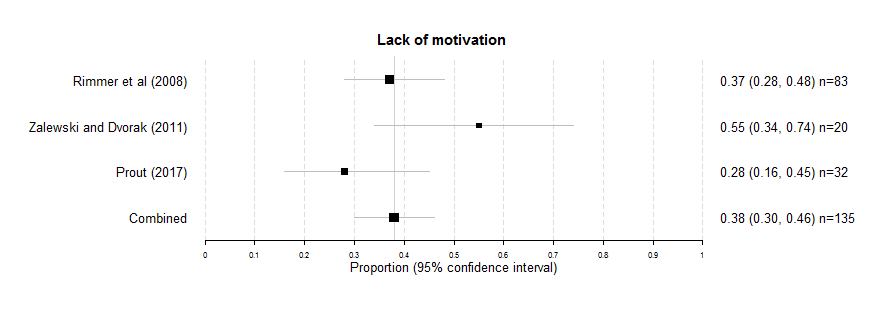 Lack of motivation
Rimmer et al (2008) 0.37 (0.28, 0.48) n=83
Zalewski and Dvorak (2011) 0.55 (0.34, 0.74) n=20
Prout (2017) 0.28 (0.16, 0.45) n=32
Combined 0.38 (0.30, 0.46) n=135
0 0.1 0.2 0.3 0.4 0.5 0.6 0.7 0.8 0.9 1
Proportion (95% confidence interval)